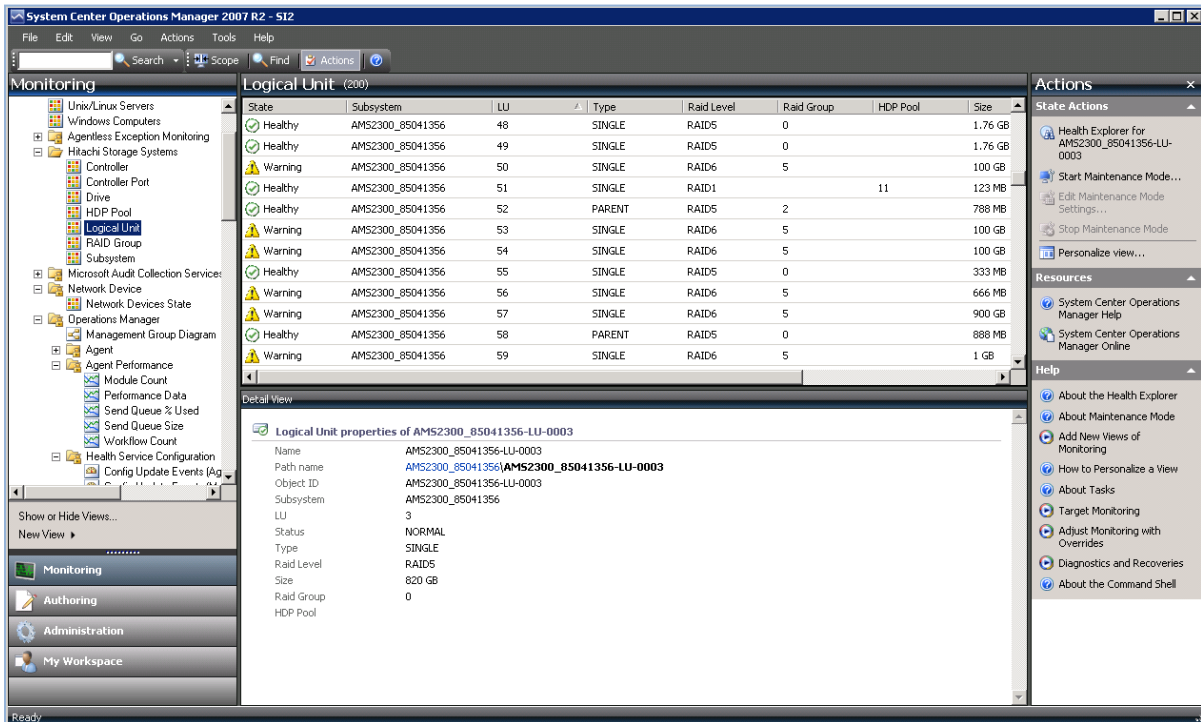 System Center Operations Manager 2007 R2 - SI2
File Edit View Go Actions Tools Help
Search Scope Find Actions
Monitoring
Unix/Linux Servers
Windows Computers
Agentless Exception Monitoring
Hitachi Storage Systems
Controller
Controller Port
Drive
HDP Pool
Logical Unit
RAID Group
Subsystem
Microsoft Audit Collection Services
Network Device
Network Devices State
Operations Manager
Management Group Diagram
Agent
Agent Performance
Module Count
Performance Data
Send Queue % Used
Send Queue Size
Workflow Count
Health Service Configuration
Config Update Events (Ag
Show or Hide Views...
New View
Monitoring
Authoring
Administration
My Workspace
Ready
Logical Unit (200)
State Subsystem LU Type Raid Level Raid Group HDP Pool Size
Healthy AMS2300_85041356 48 SINGLE RAID5 0 1.76 GB
Healthy AMS2300_85041356 49 SINGLE RAID5 0 1.76 GB
Warning AMS2300_85041356 50 SINGLE RAID6 5 100 GB
Healthy AMS2300_85041356 51 SINGLE RAID1 11 123 MB
Healthy AMS2300_85041356 52 PARENT RAID5 2 788 MB
Warning AMS2300_85041356 53 SINGLE RAID6 5 100 GB
Warning AMS2300_85041356 54 SINGLE RAID6 5 100 GB
Healthy AMS2300_85041356 55 SINGLE RAID5 0 333 MB
Warning AMS2300_85041356 56 SINGLE RAID6 5 666 MB
Warning AMS2300_85041356 57 SINGLE RAID6 5 900 GB
Healthy AMS2300_85041356 58 PARENT RAID5 0 888 MB
Warning AMS2300_85041356 59 SINGLE RAID6 5 1 GB
Detail View
Logical Unit properties of AMS2300_85041356-LU-0003
Name AMS2300_85041356-LU-0003
Path name AMS2300_85041356\AMS2300_85041356-LU-0003
Object ID AMS2300_85041356-LU-0003
Subsystem AMS2300_85041356
LU 3
Status NORMAL
Type SINGLE
Raid Level RAID5
Size 820 GB
Raid Group 0
HDP Pool
Actions
State Actions
Health Explorer for
AMS2300_85041356-LU-
0003
Start Maintenance Mode...
Edit Maintenance Mode
Settings...
Stop Maintenance Mode
Personalize view...
Resources
System Center Operations
Manager Help
System Center Operations
Manager Online
Help
About the Health Explorer
About Maintenance Mode
Add New Views of
Monitoring
How to Personalize a View
About Tasks
Target Monitoring
Adjust Monitoring with
Overrides
Diagnostics and Recoveries
About the Command Shell